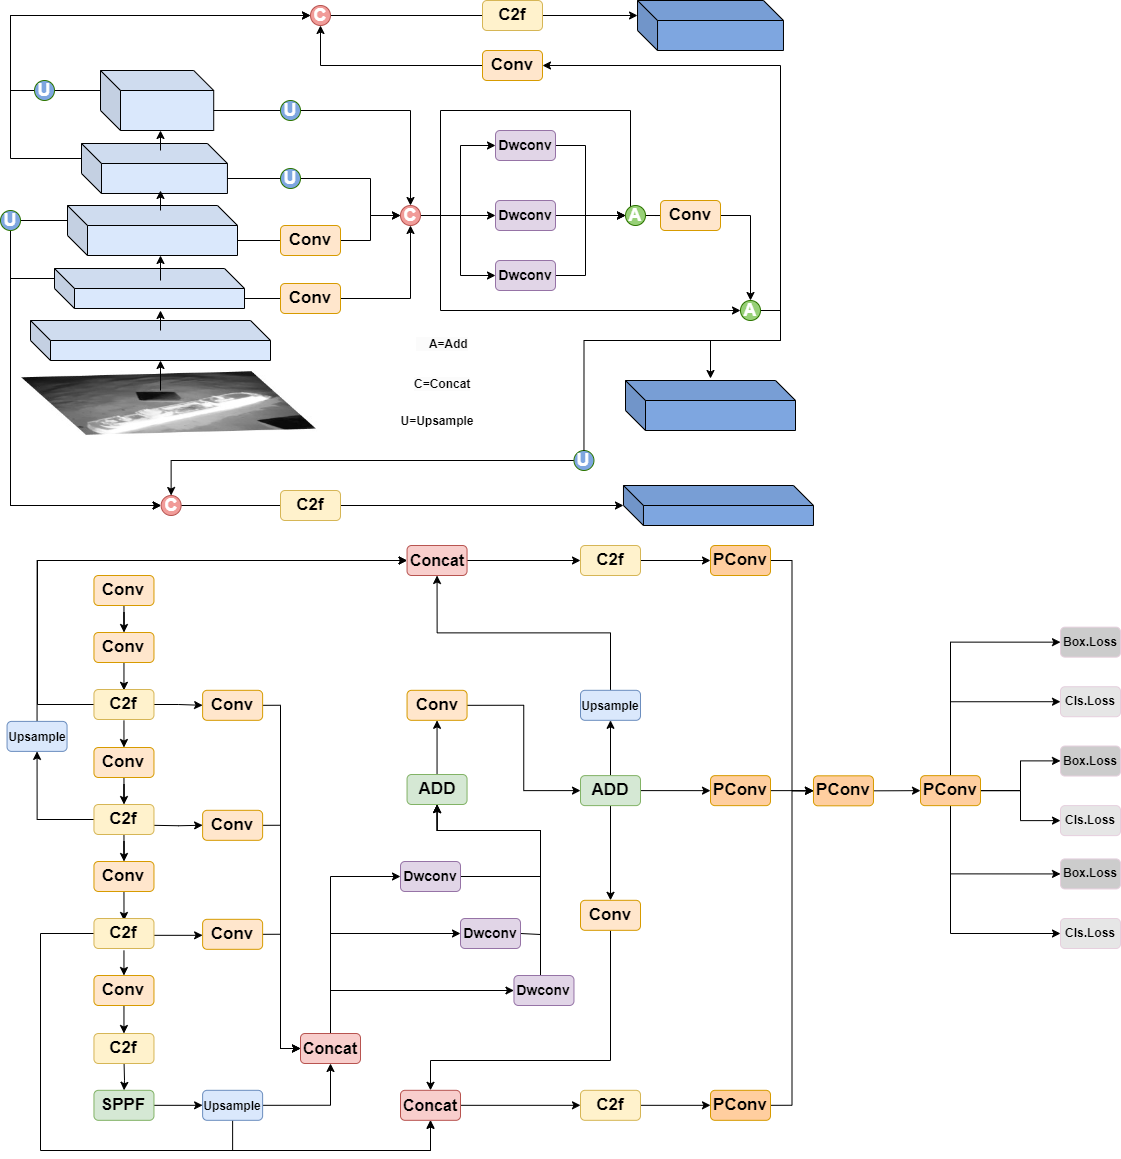 C
C2f
Conv
U
U
Dwconv
U
C
Dwconv
A
Conv
U
Conv
Dwconv
Conv
A
A=Add
C=Concat
U=Upsample
U
C
C2f
Concat
C2f
PConv
Conv
Conv
Box.Loss
C2f
Conv
Conv
Upsample
Cls.Loss
Upsample
Conv
Box.Loss
ADD
ADD
PConv
PConv
PConv
C2f
Conv
Cls.Loss
Conv
Dwconv
Box.Loss
Conv
C2f
Conv
Dwconv
Cls.Loss
Conv
Dwconv
C2f
Concat
SPPF
Upsample
Concat
C2f
PConv